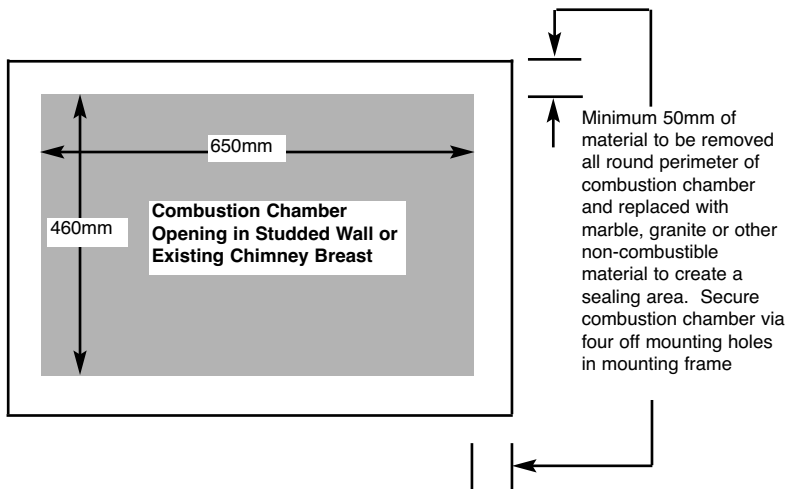 650mm
460mm
Combustion Chamber
Opening in Studded Wall or
Existing Chimney Breast
Minimum 50mm of
material to be removed
all round perimeter of
combustion chamber
and replaced with
marble, granite or other
non-combustible
material to create a
sealing area.  Secure
combustion chamber via
four off mounting holes
in mounting frame